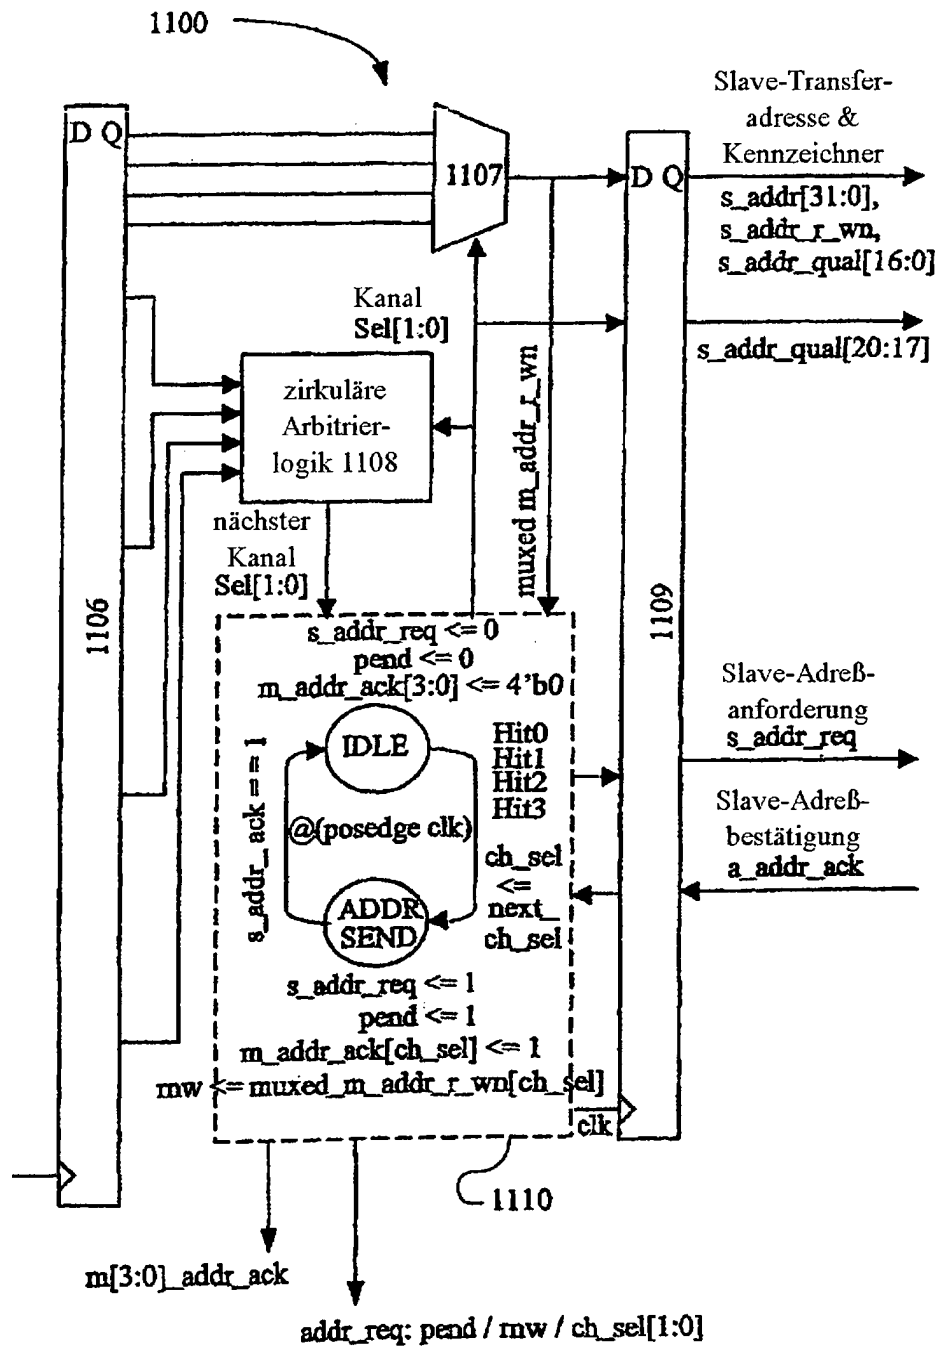 1100
Slave-Transfer-
adresse &
Kennzeichner
s_addr[31:0],
s_addr_r_wn,
s_addr_qual[16:0]
D Q
1107
D Q
Kanal
Sel[1:0]
s_addr_qual[20:17]
zirkuläre
Arbitrier-
logik 1108
muxed m_addr_r_wn
nächster
Kanal
Sel[1:0]
1106
1109
s_addr_req <= 0
pend <= 0
m_addr_ack[3:0] <= 4'b0
IDLE
Hit0
Hit1
Hit2
Hit3
s_addr_ack == 1
@(posedge clk)
ch_sel
<=
next_
ch_sel
ADDR
SEND
Slave-Adreß-
anforderung
s_addr_req
Slave-Adreß-
bestätigung
a_addr_ack
s_addr_req <= 1
pend <= 1
m_addr_ack[ch_sel] <= 1
rnw <= muxed_m_addr_r_wn[ch_sel]
clk
1110
m[3:0]_addr_ack
addr_req: pend / rnw / ch_sel[1:0]